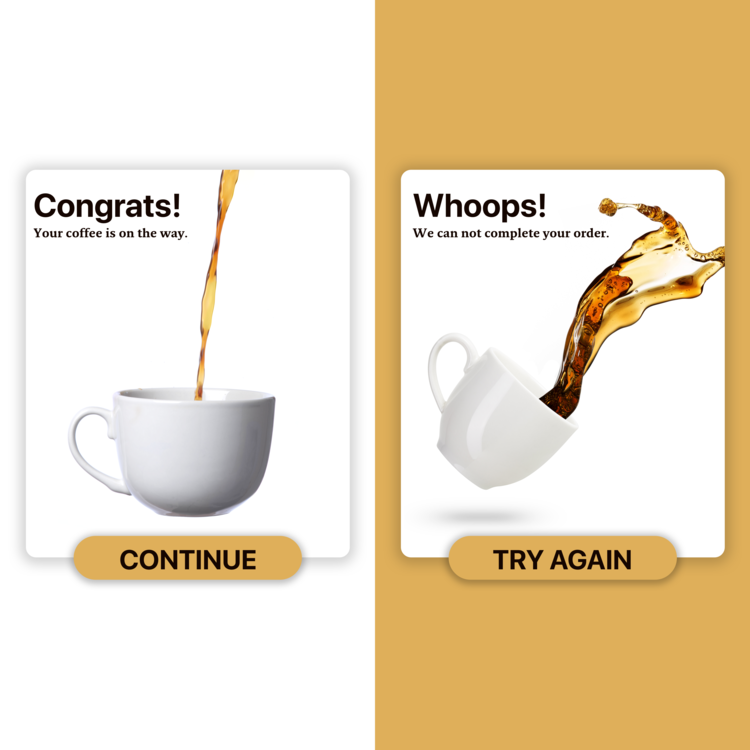 Congrats!
Your coffee is on the way.
CONTINUE
Whoops!
We can not complete your order.
TRY AGAIN